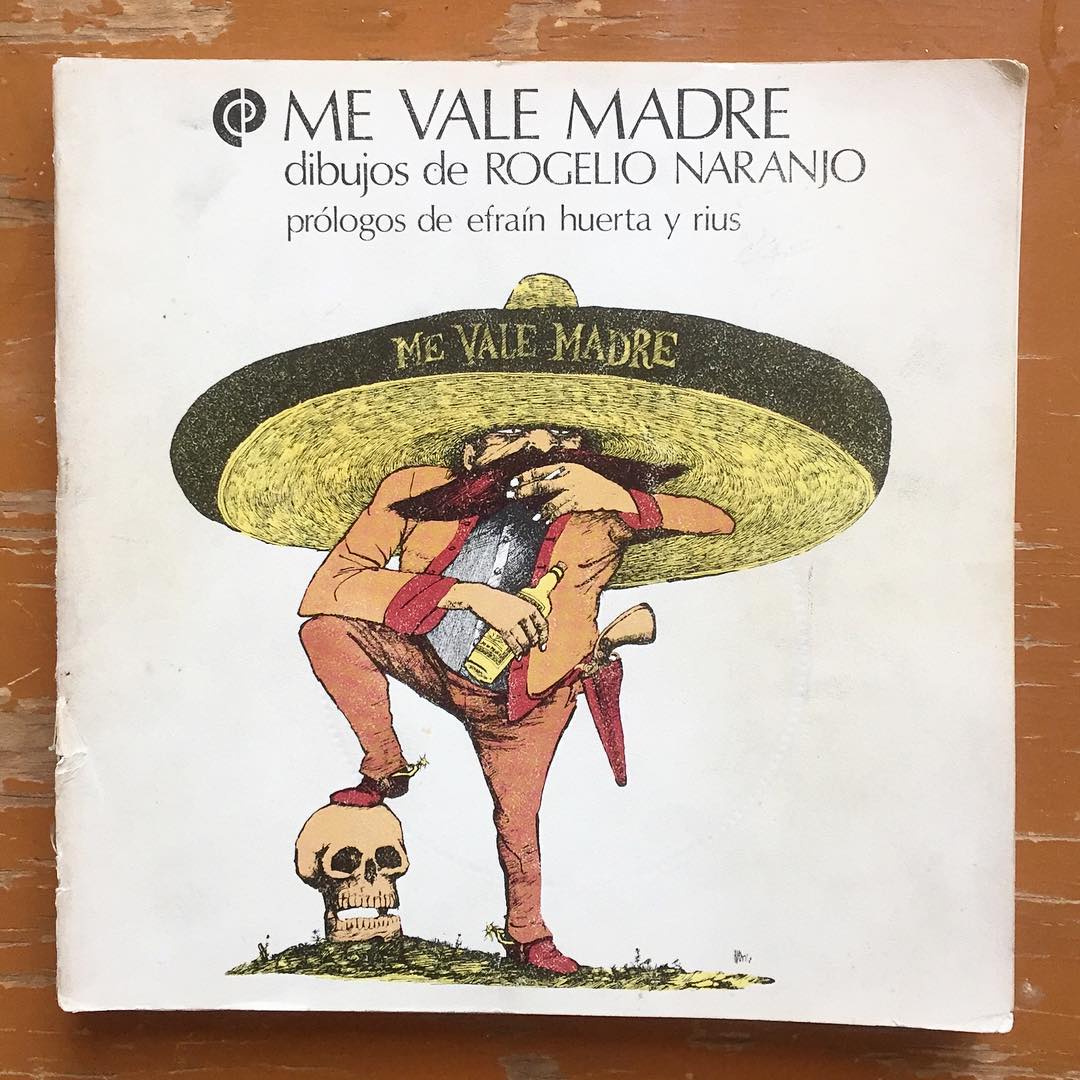 ME VALE MADRE
dibujos de ROGELIO NARANJO
prólogos de efraín huerta y rius
ME VALE MADRE